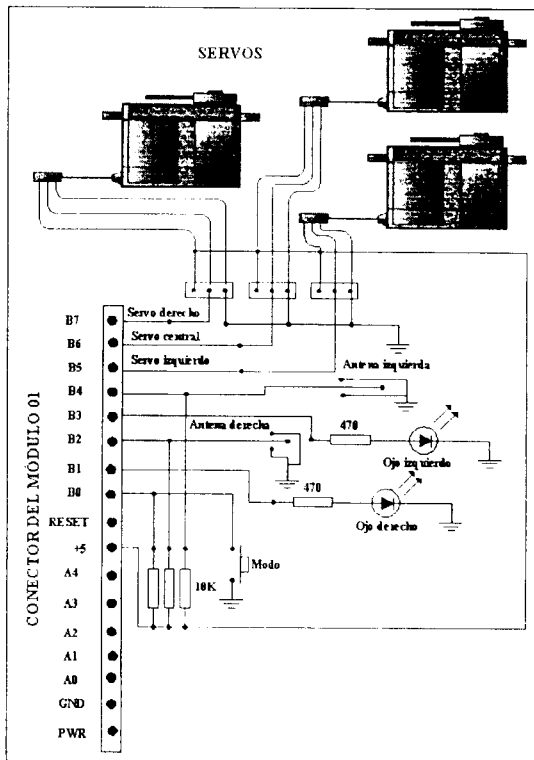 SERVOS
CONECTOR DEL MÓDULO 01
B7
Servo derecho
B6
Servo central
B5
Servo izquierdo
B4
Antena izquierda
B3
Antena derecha
470
B2
Ojo izquierdo
B1
470
B0
Ojo derecho
RESET
+5
Modo
A4
10K
A3
A2
A1
A0
GND
PWR